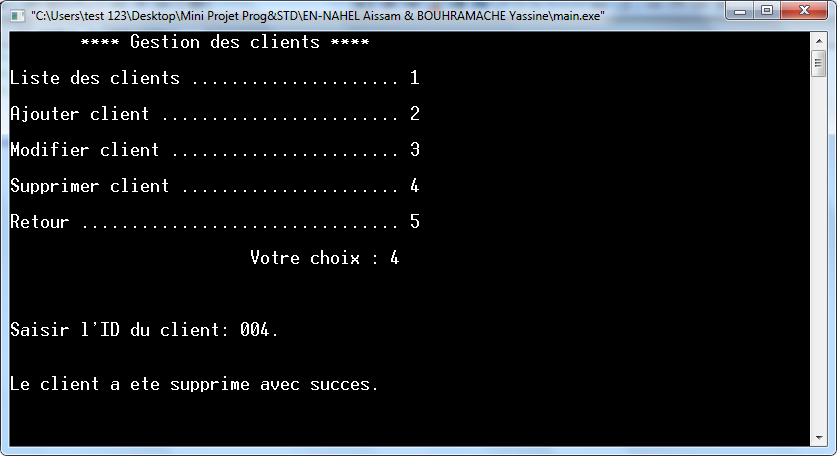 "C:\Users\test 123\Desktop\Mini Projet Prog&STD\EN-NAHEL Aissam & BOUHRAMACHE Yassine\main.exe"
**** Gestion des clients ****
Liste des clients ..................... 1
Ajouter client ........................ 2
Modifier client ....................... 3
Supprimer client ...................... 4
Retour ................................ 5
Votre choix : 4
Saisir l'ID du client: 004.
Le client a ete supprime avec succes.